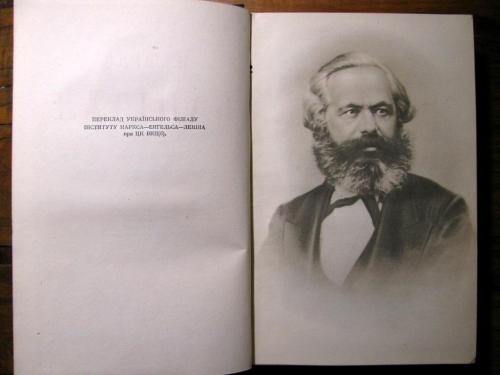 ПЕРЕКЛАД УКРАЇНСЬКОГО ФІЛІАЛУ
ІНСТИТУТУ МАРКСА—ЕНГЕЛЬСА—ЛЕНІНА
при ЦК ВКП(б).